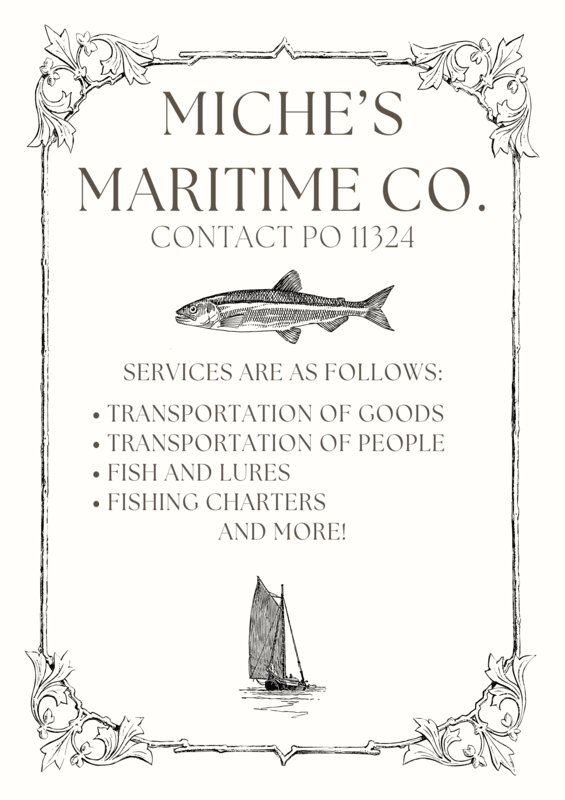 MICHE'S
MARITIME CO.
CONTACT PO 11324
SERVICES ARE AS FOLLOWS:
• TRANSPORTATION OF GOODS
• TRANSPORTATION OF PEOPLE
• FISH AND LURES
• FISHING CHARTERS
AND MORE!